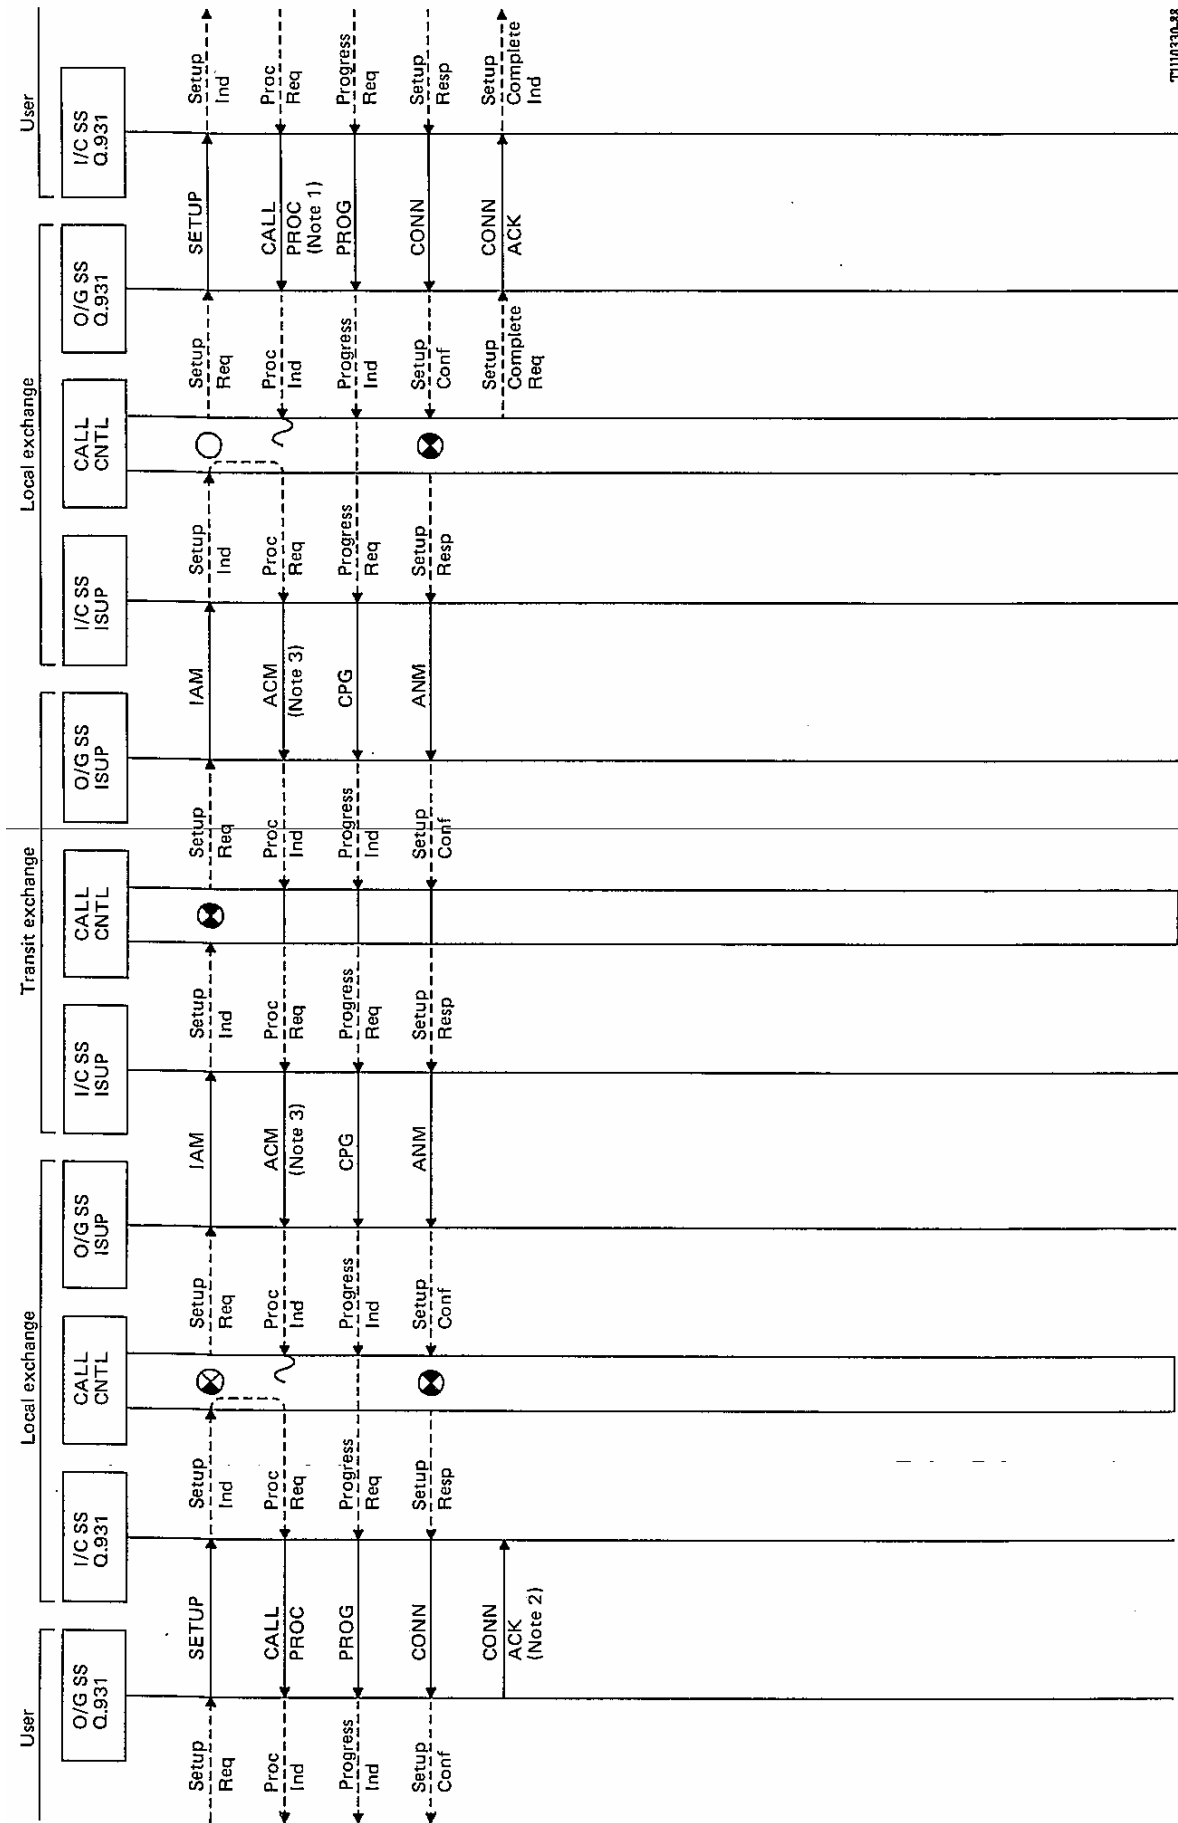 User
Local exchange
Transit exchange
Local exchange
User
O/G SS
Q.931
I/C SS
Q.931
CALL
CNTL
O/G SS
ISUP
I/C SS
ISUP
CALL
CNTL
O/G SS
ISUP
I/C SS
ISUP
CALL
CNTL
O/G SS
Q.931
I/C SS
Q.931
Setup
Req
SETUP
Setup
Ind
Setup
Req
IAM
Setup
Ind
Setup
Req
IAM
Setup
Ind
Setup
Req
SETUP
Setup
Ind
Proc
Ind
CALL
PROC
Proc
Req
Proc
Ind
ACM
(Note 3)
Proc
Req
Proc
Ind
ACM
(Note 3)
Proc
Req
Proc
Ind
CALL
PROC
(Note 1)
Proc
Req
Progress
Ind
PROG
Progress
Req
Progress
Ind
CPG
Progress
Req
Progress
Ind
CPG
Progress
Req
Progress
Ind
PROG
Progress
Req
Setup
Conf
CONN
Setup
Resp
Setup
Conf
ANM
Setup
Resp
Setup
Conf
ANM
Setup
Resp
Setup
Conf
CONN
Setup
Resp
CONN
ACK
(Note 2)
Setup
Complete
Req
CONN
ACK
Setup
Complete
Ind
T1110330-88